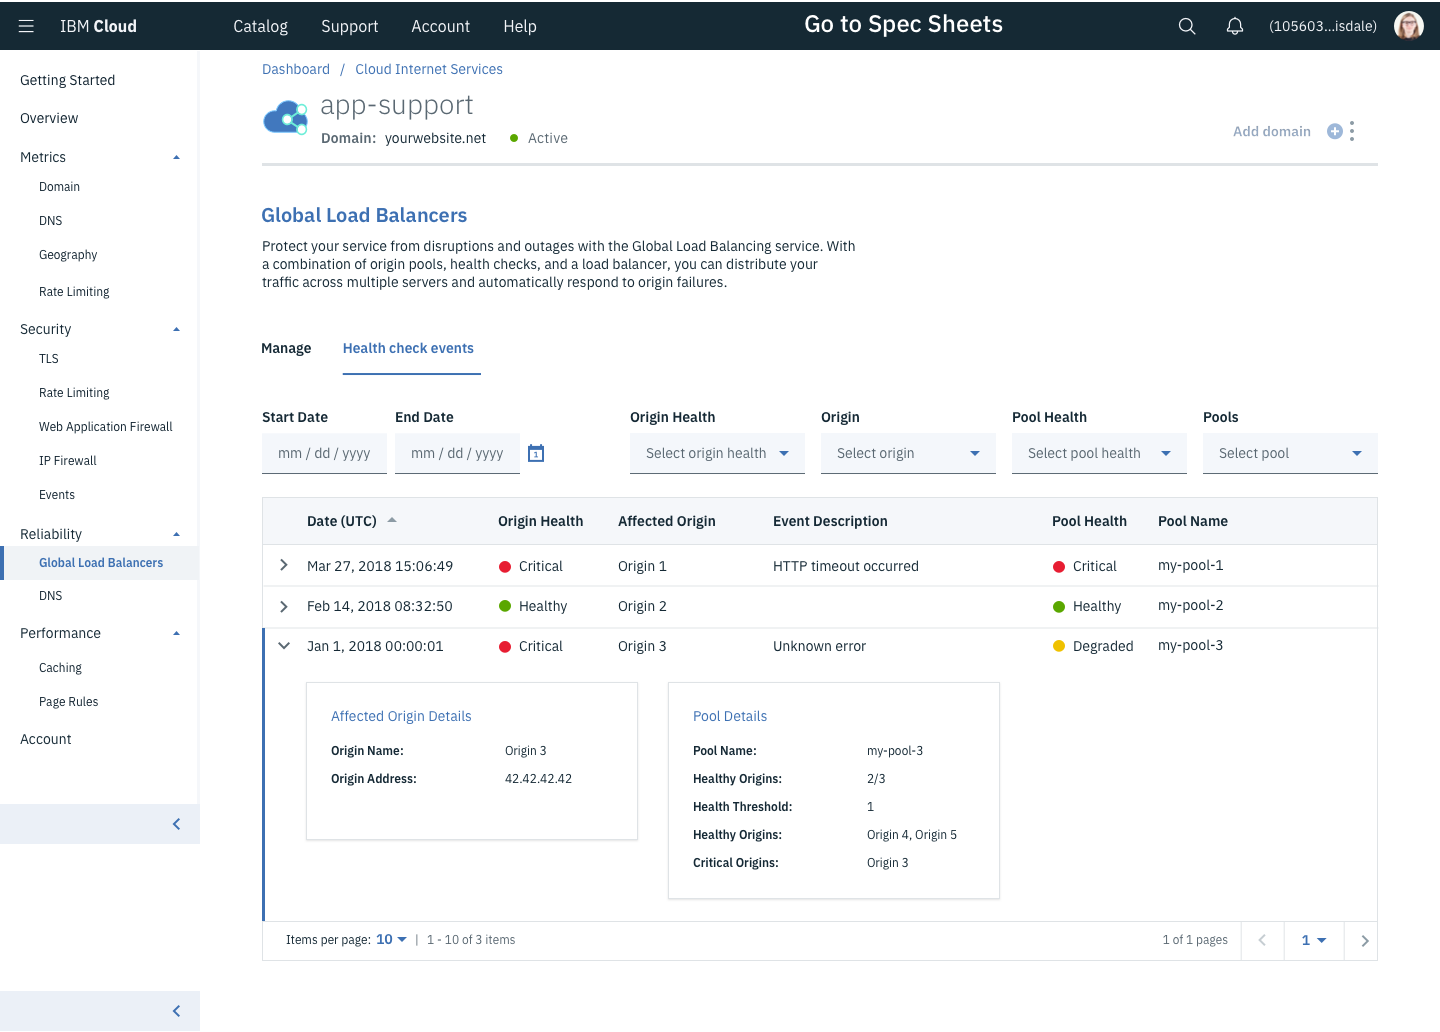 IBM Cloud
Catalog
Support
Account
Help
Go to Spec Sheets
(105603...isdale)
Getting Started
Overview
Metrics
Domain
DNS
Geography
Rate Limiting
Security
TLS
Rate Limiting
Web Application Firewall
IP Firewall
Events
Reliability
Global Load Balancers
DNS
Performance
Caching
Page Rules
Account
Dashboard / Cloud Internet Services
app-support
Domain: yourwebsite.net Active
Add domain
Global Load Balancers
Protect your service from disruptions and outages with the Global Load Balancing service. With
a combination of origin pools, health checks, and a load balancer, you can distribute your
traffic across multiple servers and automatically respond to origin failures.
Manage Health check events
Start Date End Date Origin Health Origin Pool Health Pools
mm / dd / yyyy mm / dd / yyyy 1 Select origin health Select origin Select pool health Select pool
Date (UTC) Origin Health Affected Origin Event Description Pool Health Pool Name
Mar 27, 2018 15:06:49 Critical Origin 1 HTTP timeout occurred Critical my-pool-1
Feb 14, 2018 08:32:50 Healthy Origin 2 Healthy my-pool-2
Jan 1, 2018 00:00:01 Critical Origin 3 Unknown error Degraded my-pool-3
Affected Origin Details
Origin Name: Origin 3
Origin Address: 42.42.42.42
Pool Details
Pool Name: my-pool-3
Healthy Origins: 2/3
Health Threshold: 1
Healthy Origins: Origin 4, Origin 5
Critical Origins: Origin 3
Items per page: 10 | 1 - 10 of 3 items 1 of 1 pages 1